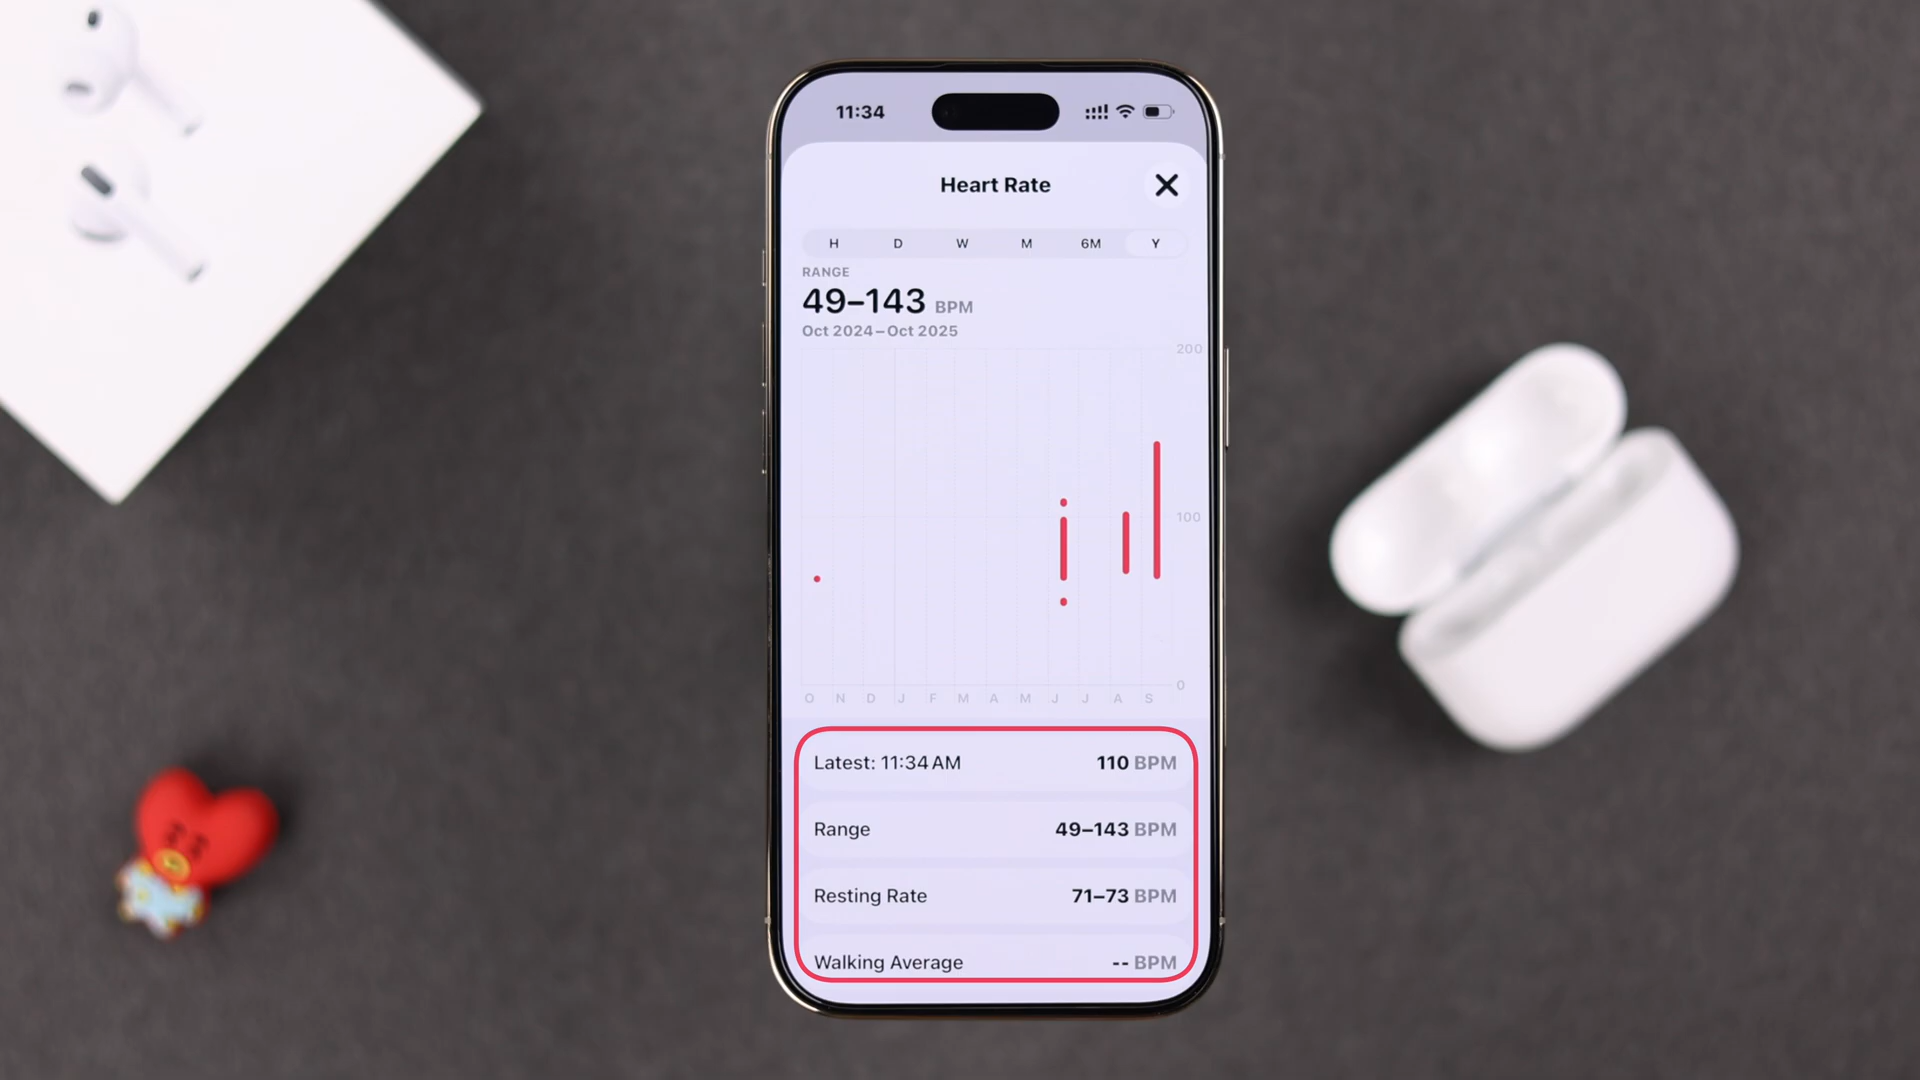 11:34
Heart Rate
H D W M 6M Y
RANGE
49–143 BPM
Oct 2024–Oct 2025
200
100
0
O N D J F M A M J J A S
Latest: 11:34 AM 110 BPM
Range 49–143 BPM
Resting Rate 71–73 BPM
Walking Average -- BPM